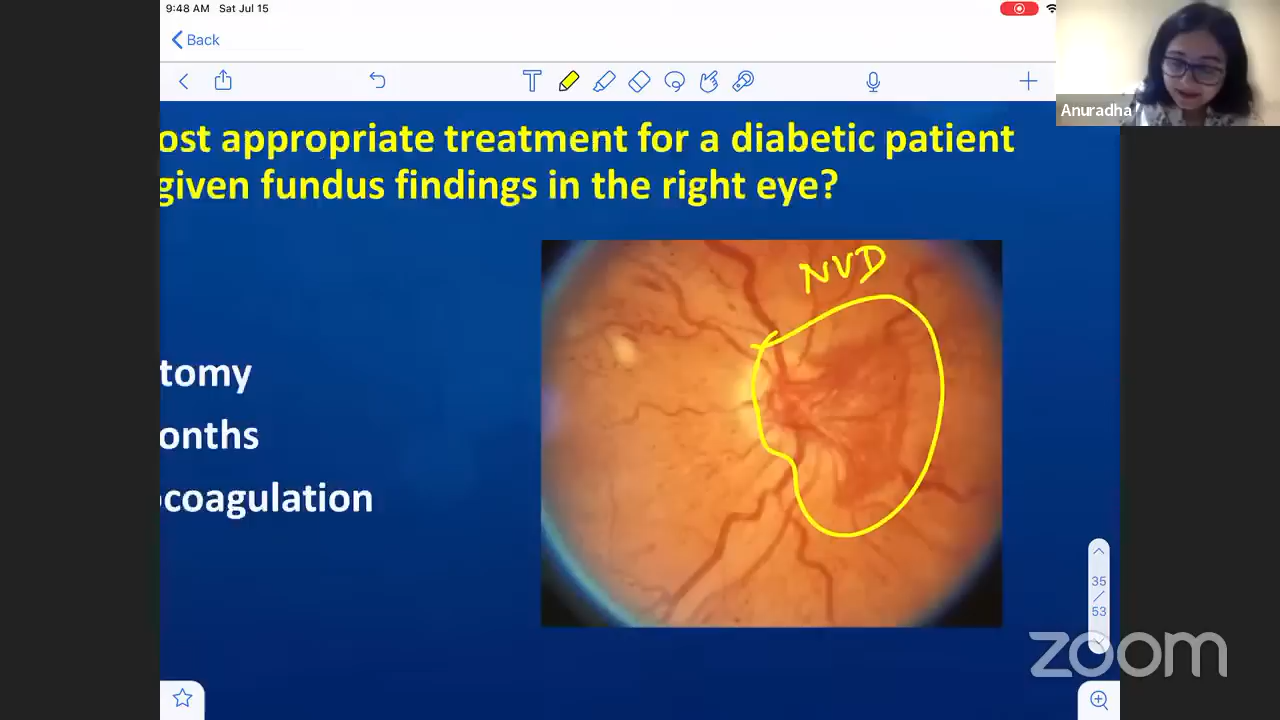 9:48 AM Sat Jul 15
Back
Anuradha
ost appropriate treatment for a diabetic patient
given fundus findings in the right eye?
NVD
tomy
onths
coagulation
35
53
zoom